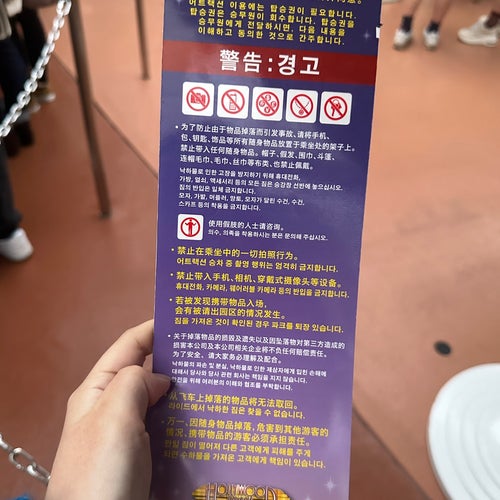 어트랙션 이용에는 탑승권이 필요합니다.
탑승권은 승무원이 회수합니다. 탑승권을
승무원에게 전달하시면, 다음 내용을
이해하고 동의한 것으로 간주합니다.
警告:경고
・为了防止由于物品掉落而引发事故、请将手机、
包、钥匙、饰品等所有随身物品放置于乘坐处的架子上。
禁止带入任何随身物品。帽子、假发、围巾、斗篷、
连帽毛巾、毛巾、丝巾等布类、也禁止佩戴。
낙하물로 인한 고장을 방지하기 위해 휴대전화,
가방, 열쇠, 액세서리 등의 모든 짐은 승강장 선반에 놓으십시오.
짐의 반입은 일체 금지합니다.
모자, 가발, 머플러, 망토, 모자가 달린 수건, 수건,
스카프 등의 착용을 금지합니다.
使用假肢的人士请咨询。
의수, 의족을 착용하시는 분은 문의해 주십시오.
・禁止在乘坐中的一切拍照行为。
어트랙션 승차 중 촬영 행위는 엄격히 금지합니다.
・禁止带入手机、相机、穿戴式摄像头等设备。
휴대전화, 카메라, 웨어러블 카메라 등의 반입을 금지합니다.
・若被发现携带物品入场，
会有被请出园区的情况发生。
짐을 가져온 것이 확인된 경우 파크를 퇴장 있습니다.
・关于掉落物品的损毁及遗失以及因坠落物对第三方造成的
损害本公司及本公司相关企业将不负任何赔偿责任。
为了安全、请大家务必理解及配合。
낙하물의 파손 및 분실, 낙하물로 인한 제삼자에게 입힌 손해에
대해서 당사와 당사 관련 회사는 책임을 지지 않습니다.
안전을 위해 여러분의 이해와 협조를 부탁합니다.
从飞车上掉落的物品将无法取回。
라이드에서 낙하한 짐은 찾을 수 없습니다.
・万一、因随身物品掉落，危害到其他游客的
情况、携带物品的游客必须承担责任。
만일 짐이 떨어져 다른 고객에게 피해를 주게
되면 수하물을 가져온 고객에게 책임이 있습니다.
HOLLYWOOD